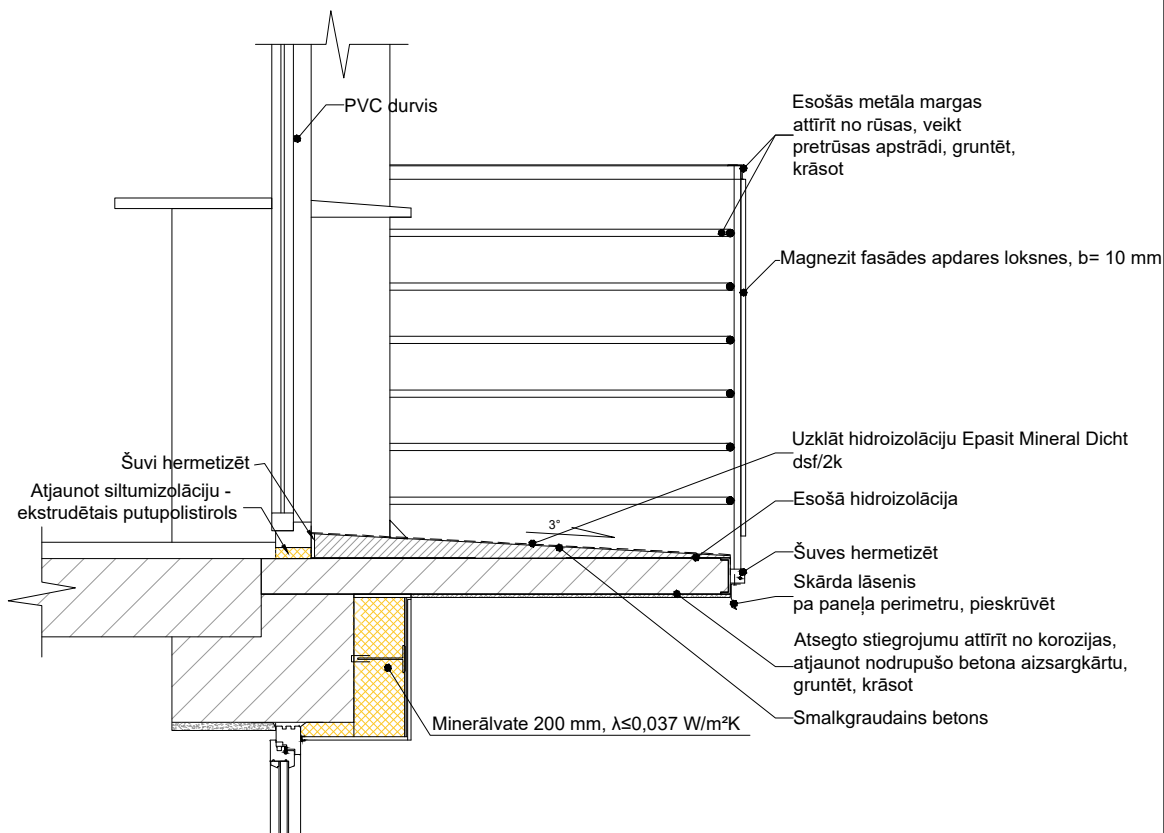 PVC durvis
Esošās metāla margas
attīrīt no rūsas, veikt
pretrūsas apstrādi, gruntēt,
krāsot
Magnezit fasādes apdares loksnes, b= 10 mm
Šuvi hermetizēt
Atjaunot siltumizolāciju -
ekstrudētais putupolistirols
Uzklāt hidroizolāciju Epasit Mineral Dicht
dsf/2k
3°
Esošā hidroizolācija
Šuves hermetizēt
Skārda lāsenis
pa paneļa perimetru, pieskrūvēt
Atsegto stiegrojumu attīrīt no korozijas,
atjaunot nodrupušo betona aizsargkārtu,
gruntēt, krāsot
Smalkgraudains betons
Minerālvate 200 mm, λ≤0,037 W/m²K